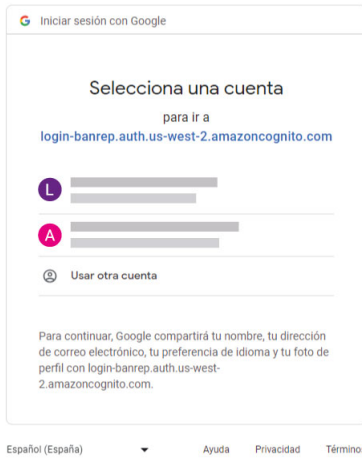 Iniciar sesión con Google
Selecciona una cuenta
para ir a
login-banrep.auth.us-west-2.amazoncognito.com
L
A
Usar otra cuenta
Para continuar, Google compartirá tu nombre, tu dirección
de correo electrónico, tu preferencia de idioma y tu foto de
perfil con login-banrep.auth.us-west-
2.amazoncognito.com.
Español (España) Ayuda Privacidad Término